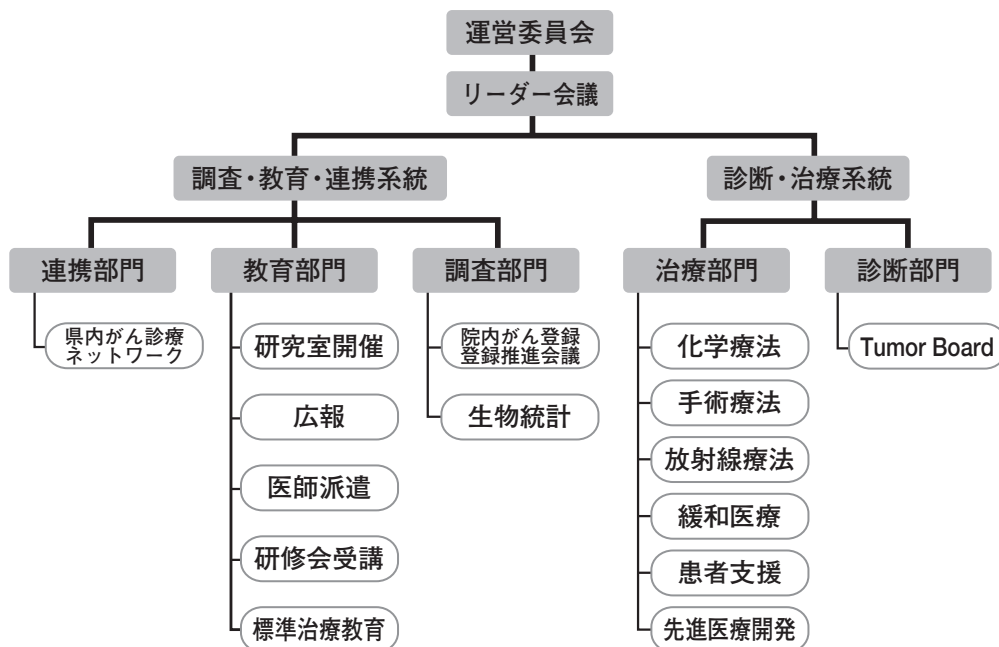 運営委員会
リーダー会議
調査・教育・連携系統
診断・治療系統
連携部門
教育部門
調査部門
治療部門
診断部門
県内がん診療
ネットワーク
研究室開催
広報
医師派遣
研修会受講
標準治療教育
院内がん登録
登録推進会議
生物統計
化学療法
手術療法
放射線療法
緩和医療
患者支援
先進医療開発
Tumor Board